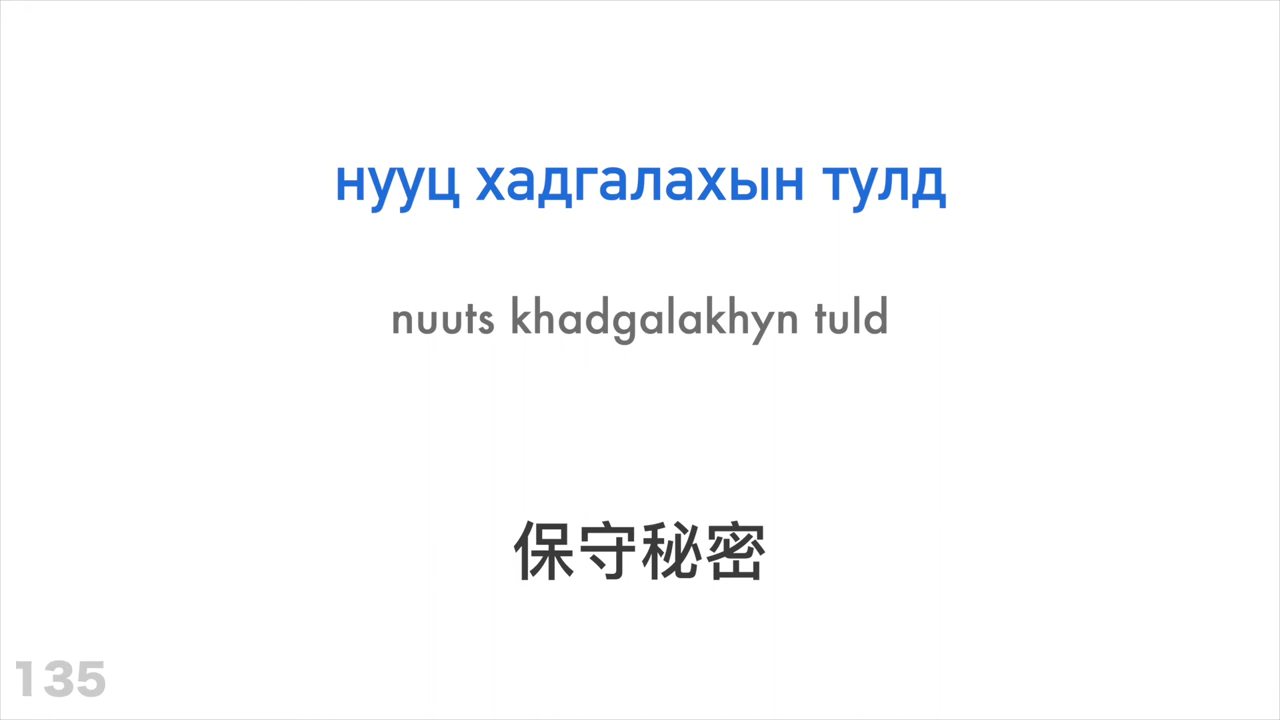 нууц хадгалахын тулд
nuuts khadgalakhyn tuld
保守秘密
135